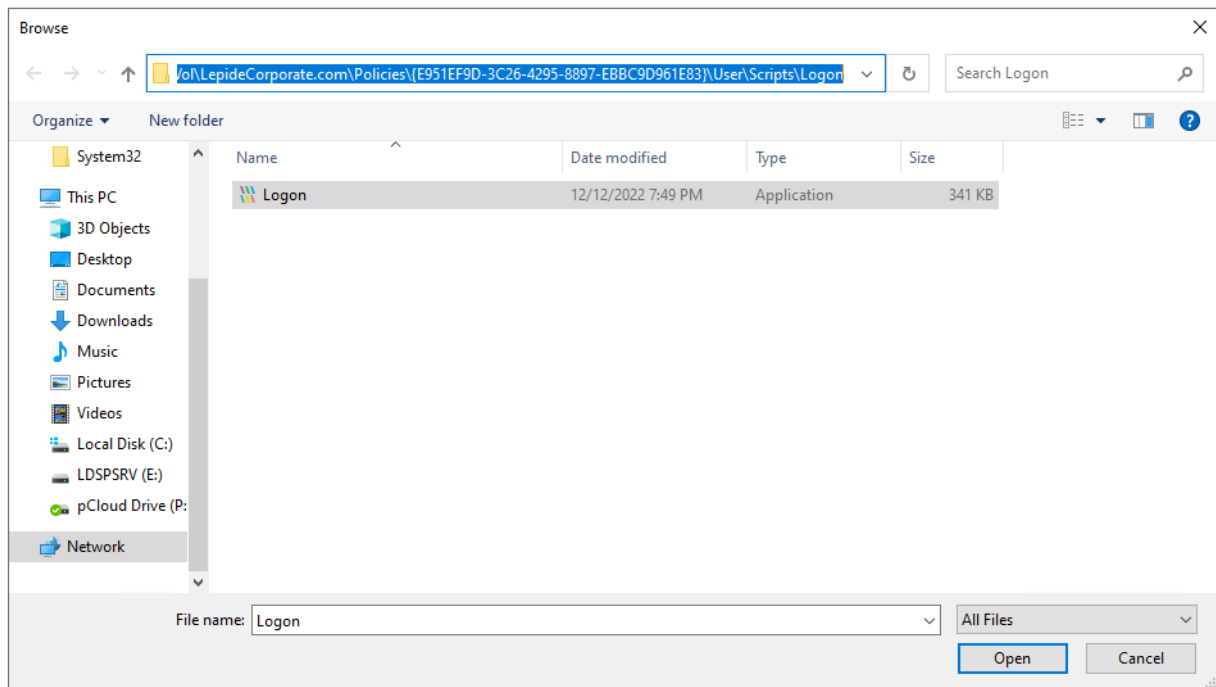 Browse
/ol\LepideCorporate.com\Policies\{E951EF9D-3C26-4295-8897-EBBC9D961E83}\User\Scripts\Logon
Search Logon
Organize
New folder
?
System32
Name
Date modified
Type
Size
This PC
Logon
12/12/2022 7:49 PM
Application
341 KB
3D Objects
Desktop
Documents
Downloads
Music
Pictures
Videos
Local Disk (C:)
LDSPSRV (E:)
pCloud Drive (P:
Network
File name:
Logon
All Files
Open
Cancel